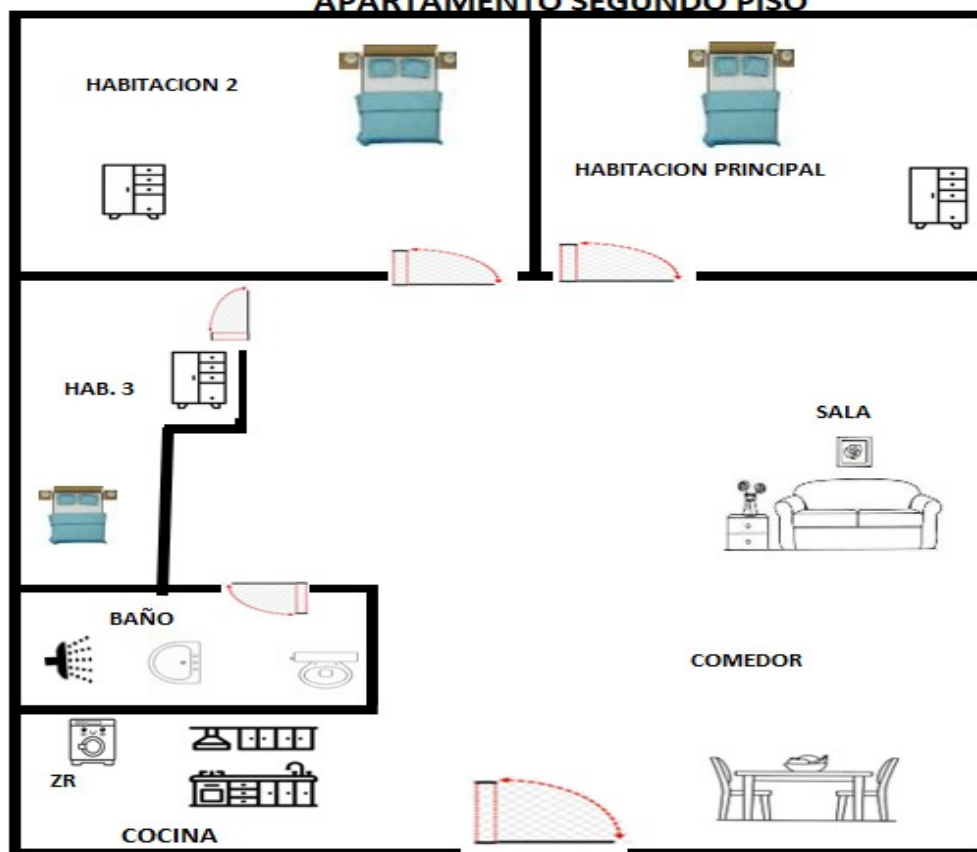 APARTAMENTO SEGUNDO PISO
HABITACION 2
HABITACION PRINCIPAL
HAB. 3
SALA
BAÑO
COMEDOR
ZR
COCINA